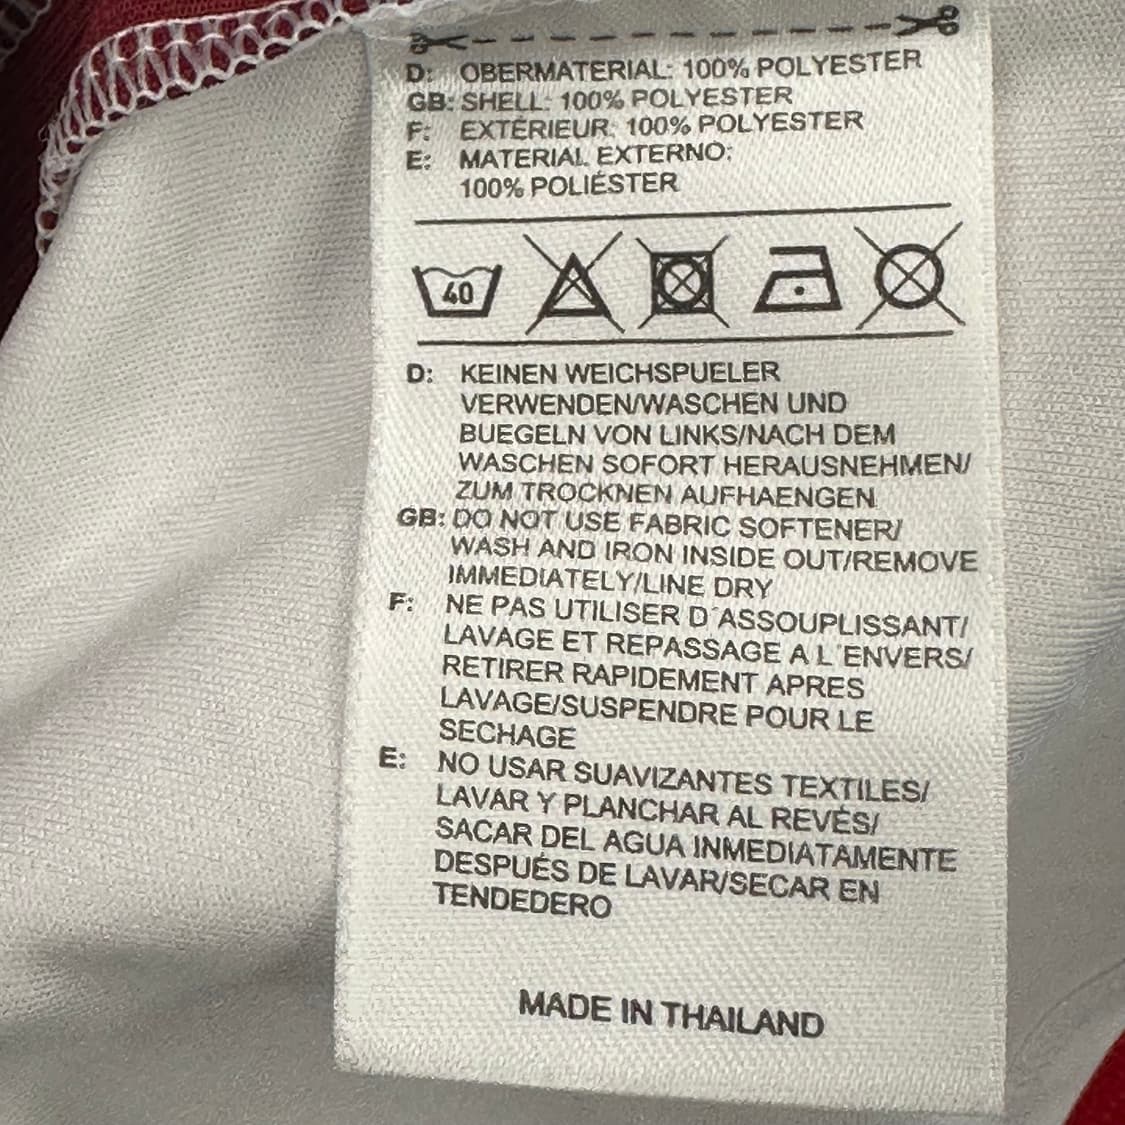 D: OBERMATERIAL: 100% POLYESTER
GB: SHELL: 100% POLYESTER
F: EXTÉRIEUR: 100% POLYESTER
E: MATERIAL EXTERNO:
100% POLIÉSTER
40
D: KEINEN WEICHSPUELER
VERWENDEN/WASCHEN UND
BUEGELN VON LINKS/NACH DEM
WASCHEN SOFORT HERAUSNEHMEN/
ZUM TROCKNEN AUFHAENGEN
GB: DO NOT USE FABRIC SOFTENER/
WASH AND IRON INSIDE OUT/REMOVE
IMMEDIATELY/LINE DRY
F: NE PAS UTILISER D´ASSOUPLISSANT/
LAVAGE ET REPASSAGE A L´ENVERS/
RETIRER RAPIDEMENT APRES
LAVAGE/SUSPENDRE POUR LE
SECHAGE
E: NO USAR SUAVIZANTES TEXTILES/
LAVAR Y PLANCHAR AL REVÉS/
SACAR DEL AGUA INMEDIATAMENTE
DESPUÉS DE LAVAR/SECAR EN
TENDEDERO
MADE IN THAILAND